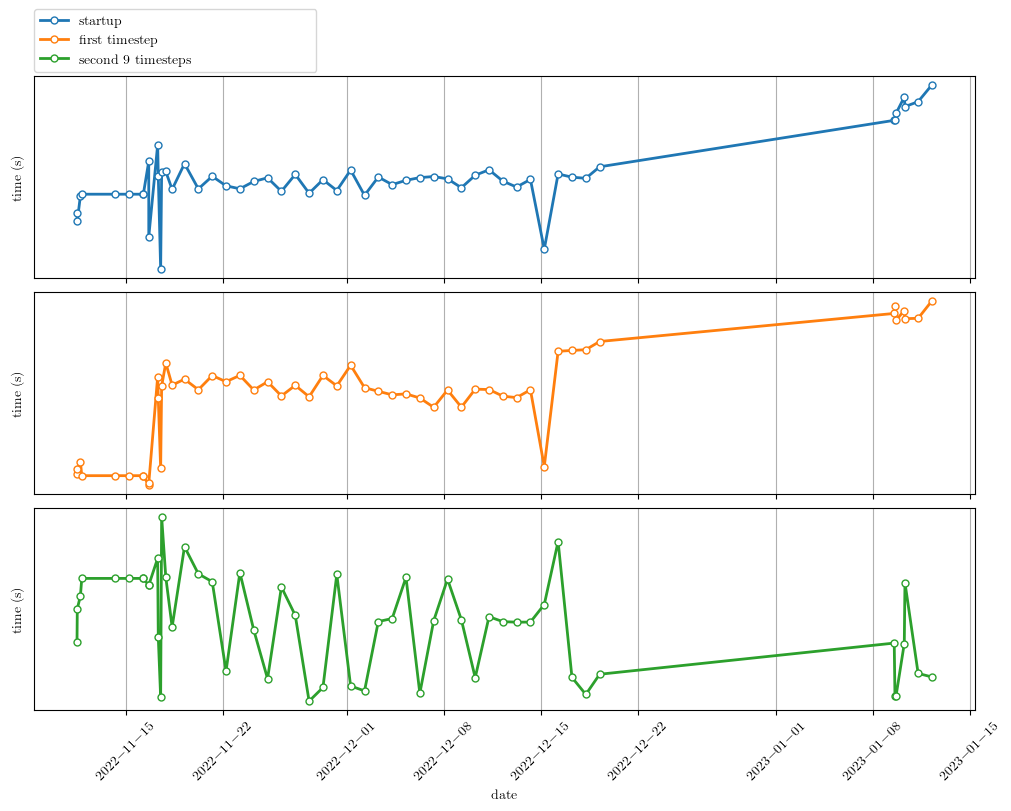 startup
first timestep
second 9 timesteps
time (s)
time (s)
time (s)
2022−11−15
2022−11−22
2022−12−01
2022−12−08
2022−12−15
2022−12−22
2023−01−01
2023−01−08
2023−01−15
date